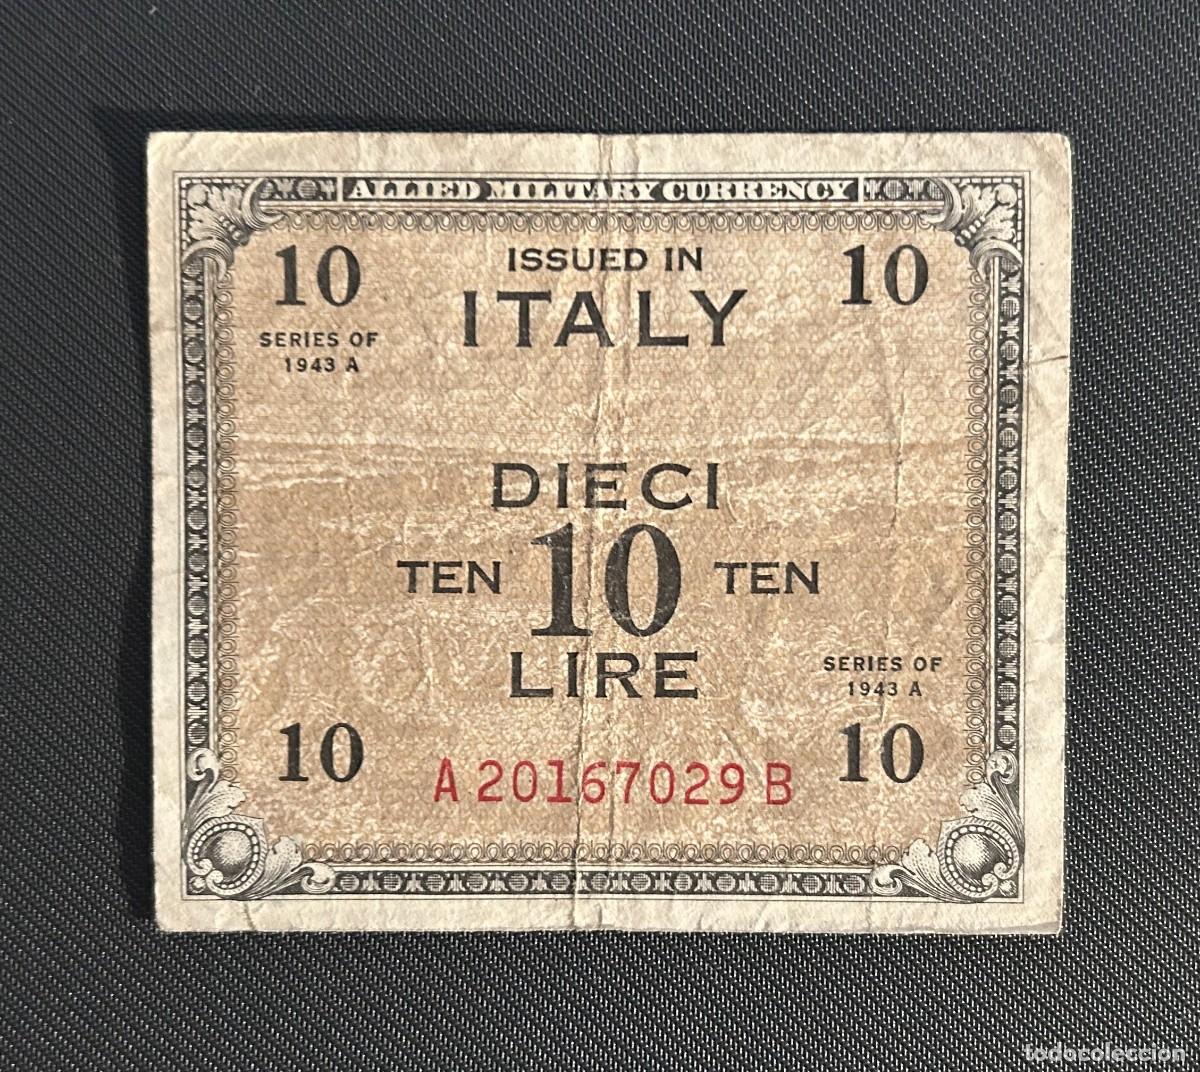 ALLIED MILITARY CURRENCY
10 ISSUED IN 10
ITALY
SERIES OF
1943 A
DIECI
TEN 10 TEN
LIRE
SERIES OF
1943 A
10 A 20167029 B 10
todocoleccion